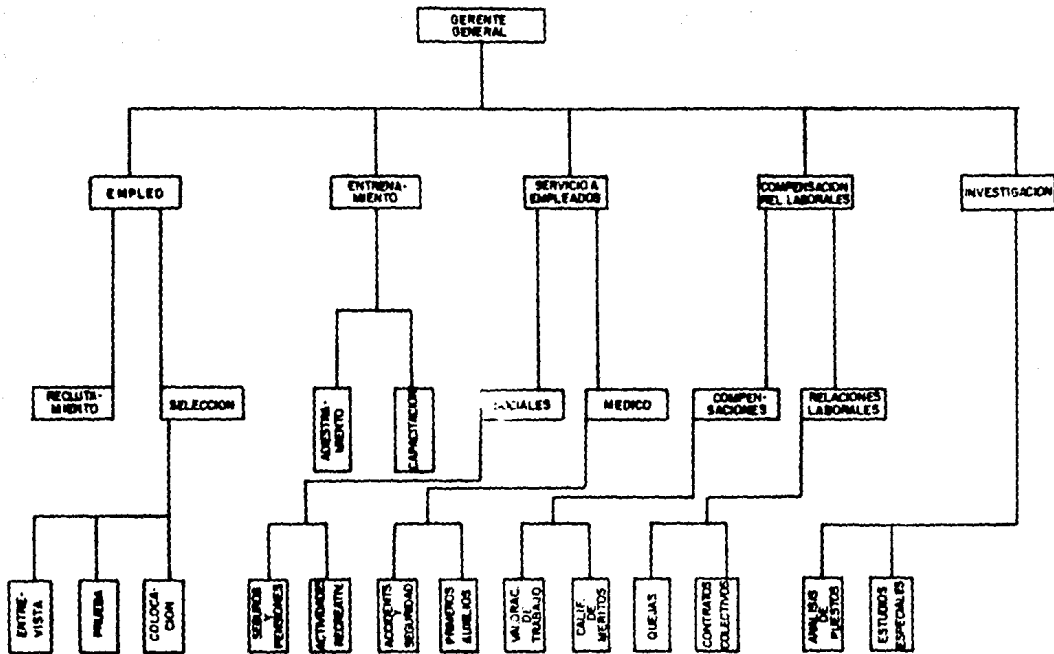 GERENTE
GENERAL
EMPLEO
ENTRENA-
MIENTO
SERVICIO A
EMPLEADOS
COMPENSACION
Y REL. LABORALES
INVESTIGACION
RECLUTA-
MIENTO
SELECCION
ADIESTRA-
MIENTO
CAPACITACION
SOCIALES
MEDICO
COMPEN-
SACIONES
RELACIONES
LABORALES
ENTRE-
VISTA
PRUEBA
COLOCA-
CION
SEGUROS
Y
PENSIONES
ACTIVIDADES
RECREATIV.
ACCIDENTS
Y
SEGURIDAD
PRIMEROS
AUXILIOS
VALORAC.
DE
TRABAJO
CALIF.
DE
MERITOS
QUEJAS
CONTRATOS
COLECTIVOS
ANALISIS
DE
PUESTOS
ESTUDIOS
ESPECIALES